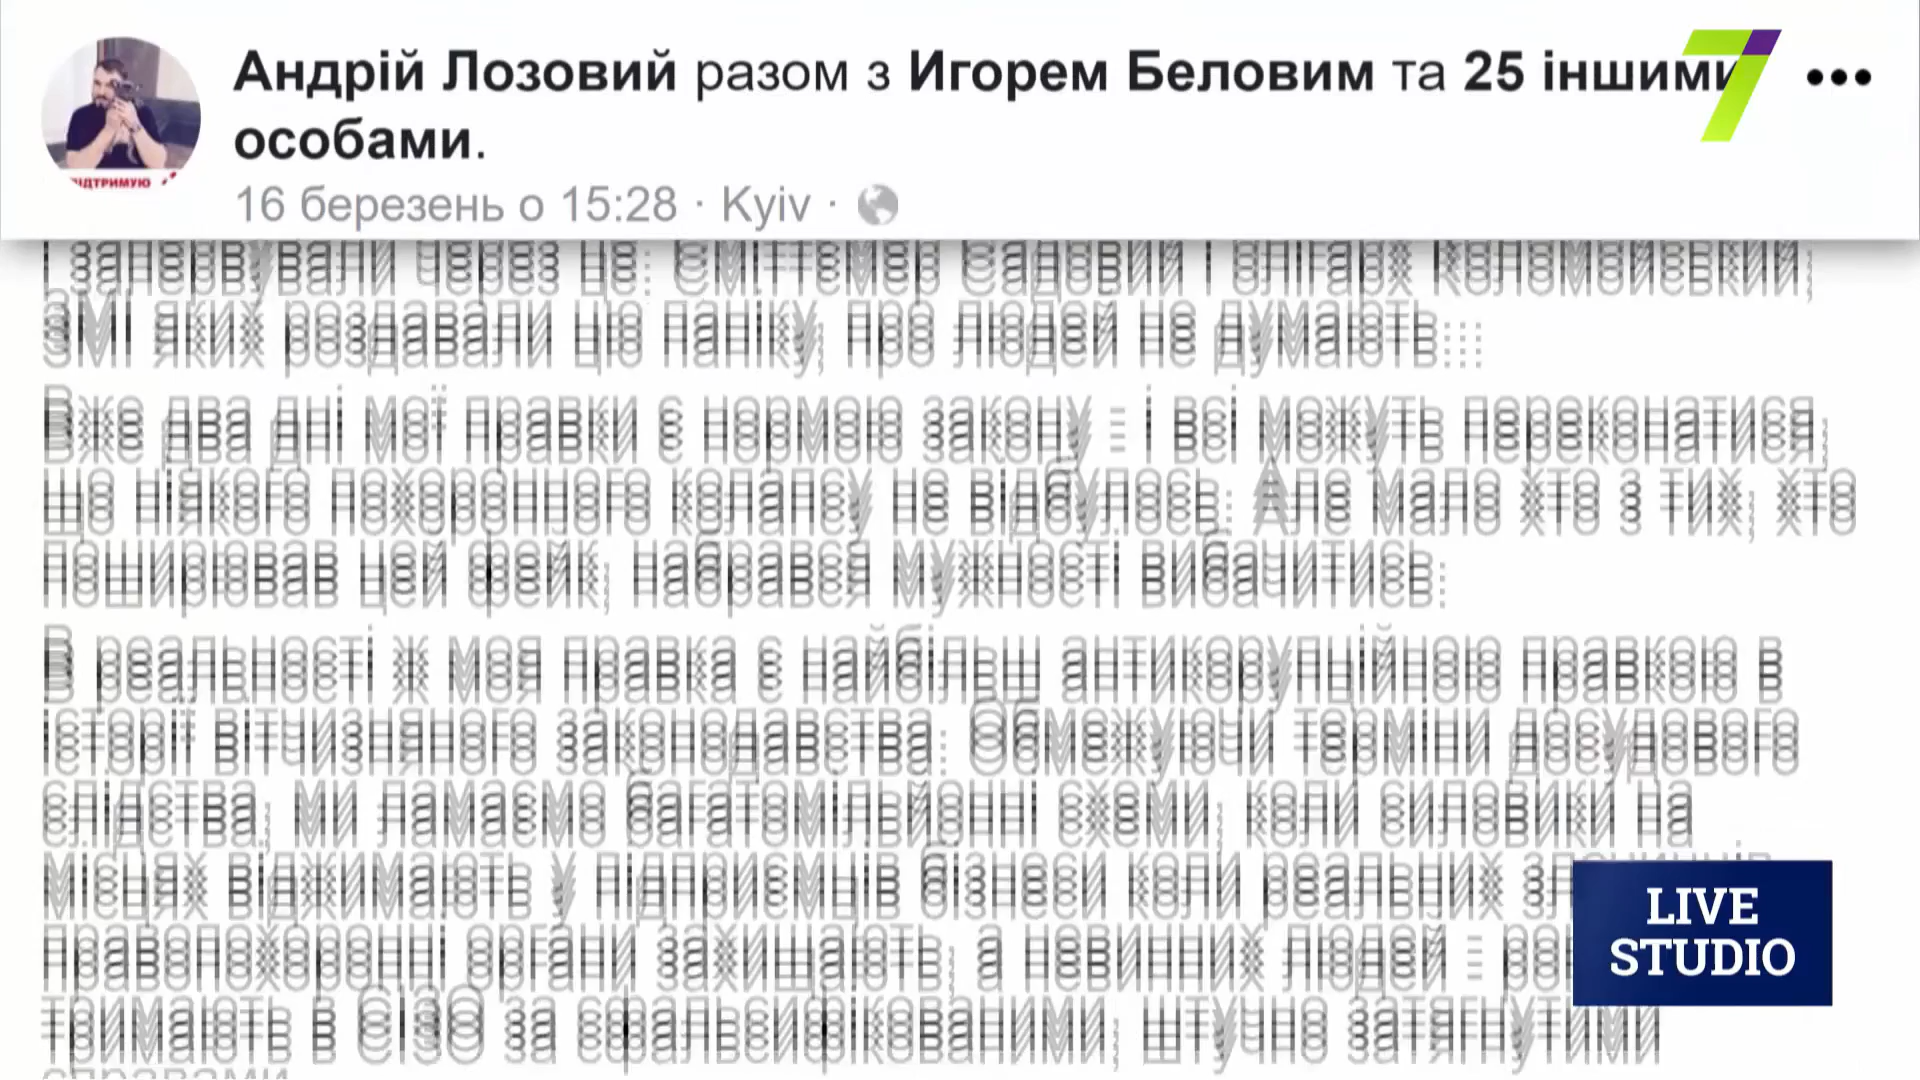 Андрій Лозовий разом з Игорем Беловим та 25 іншими
особами.
16 березень о 15:28 · Kyiv ·
7
ПІДТРИМУЮ
і занервували через це. Сміттємер Садовий і олігарх Коломойський,
ЗМІ яких роздавали цю паніку, про людей не думають...
Вже два дні мої правки є нормою закону - і всі можуть переконатися,
що ніякого похоронного колапсу не відбулось. Але мало хто з тих, хто
поширював цей фейк, набрався мужності вибачитись.
В реальності ж моя правка є найбільш антикорупційною правкою в
історії вітчизняного законодавства. Обмежуючи терміни досудового
слідства, ми ламаємо багатомільйонні схеми, коли силовики на
місцях віджимають у підприємців бізнеси коли реальних
правоохоронні органи захищають, а невинних людей -
тримають в СІЗО за сфальсифікованими, штучно затягнутими
справами
LIVE
STUDIO